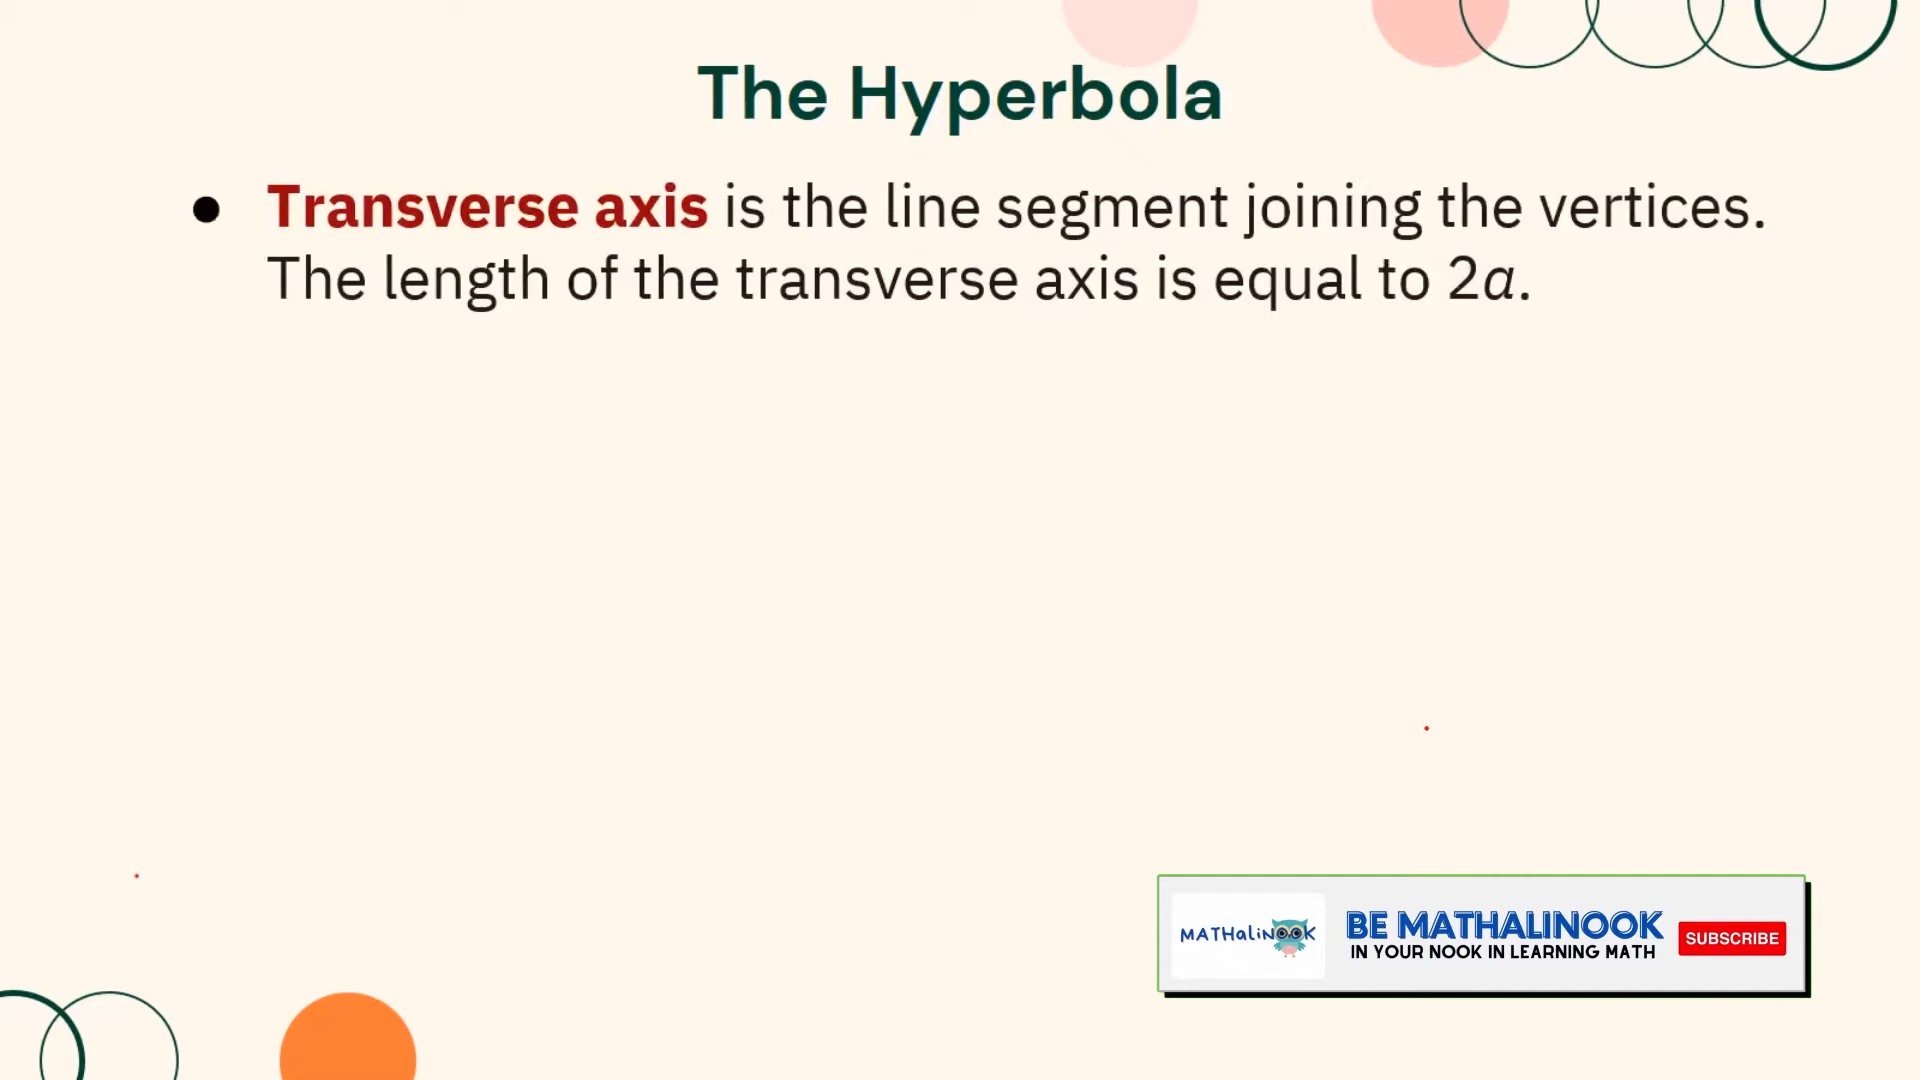 The Hyperbola
● Transverse axis is the line segment joining the vertices.
The length of the transverse axis is equal to 2a.
MATHaliNOOK
BE MATHALINOOK
IN YOUR NOOK IN LEARNING MATH
SUBSCRIBE